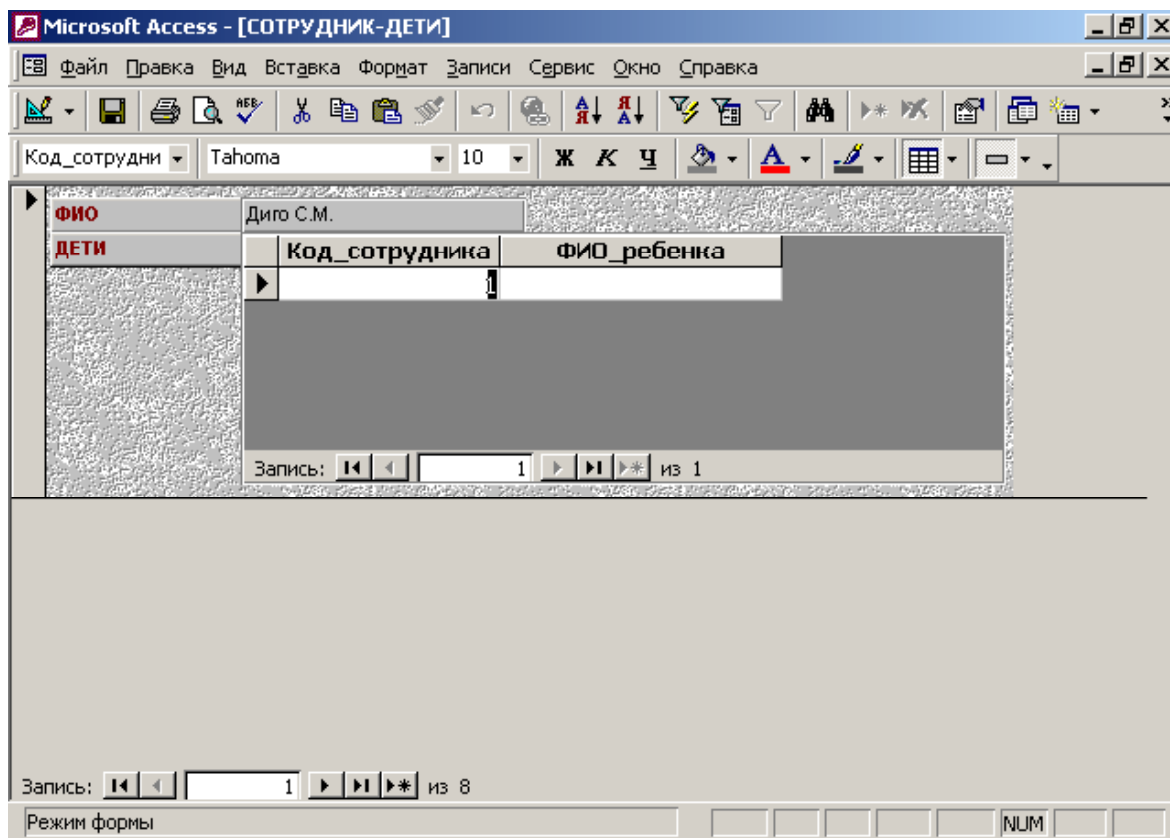 Microsoft Access - [СОТРУДНИК-ДЕТИ]
Файл Правка Вид Вставка Формат Записи Сервис Окно Справка
Код_сотрудни Tahoma 10 Ж К Ч
ФИО Диго С.М.
ДЕТИ Код_сотрудника ФИО_ребенка
1
Запись: 1 из 1
Запись: 1 из 8
Режим формы NUM